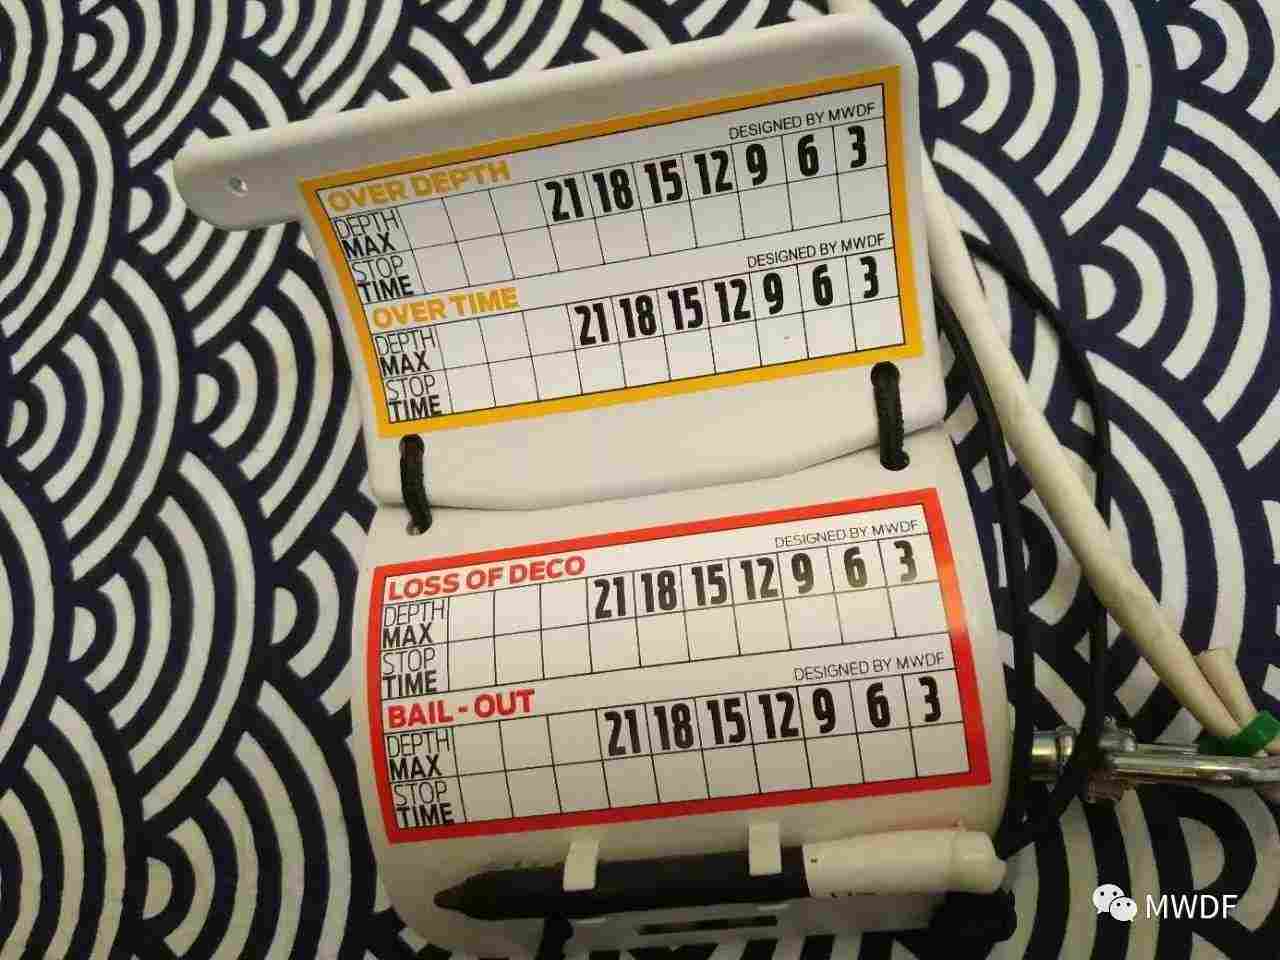 DESIGNED BY MWDF
OVER DEPTH
DEPTH 21 18 15 12 9 6 3
MAX
STOP
TIME
DESIGNED BY MWDF
OVER TIME
DEPTH 21 18 15 12 9 6 3
MAX
STOP
TIME
DESIGNED BY MWDF
LOSS OF DECO
DEPTH 21 18 15 12 9 6 3
MAX
STOP
TIME
DESIGNED BY MWDF
BAIL - OUT
DEPTH 21 18 15 12 9 6 3
MAX
STOP
TIME
MWDF